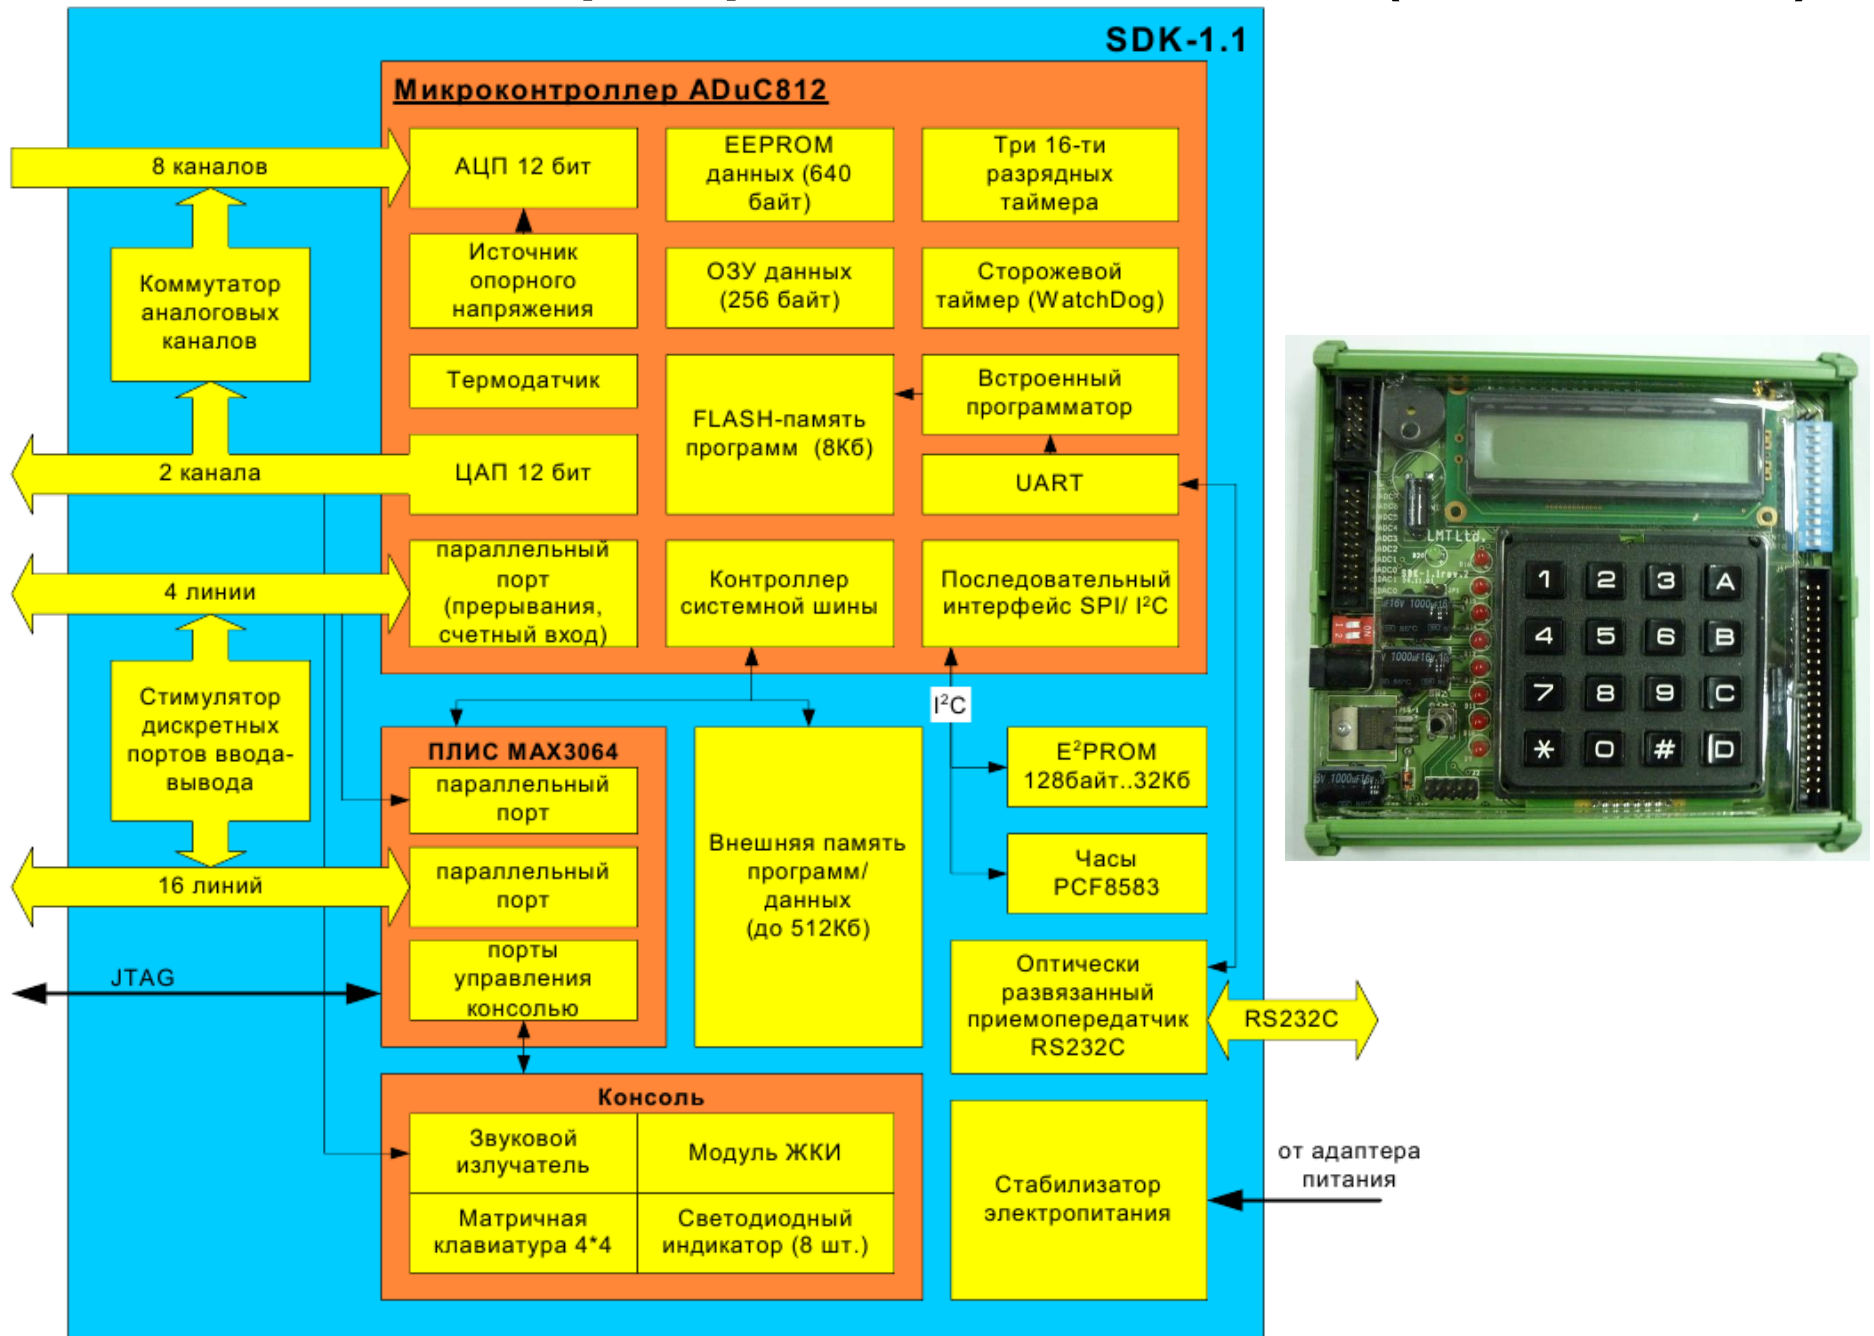 SDK-1.1
Микроконтроллер ADuC812
8 каналов
АЦП 12 бит
EEPROM
данных (640
байт)
Три 16-ти
разрядных
таймера
Коммутатор
аналоговых
каналов
Источник
опорного
напряжения
ОЗУ данных
(256 байт)
Сторожевой
таймер (WatchDog)
Термодатчик
FLASH-память
программ (8Кб)
Встроенный
программатор
2 канала
ЦАП 12 бит
UART
4 линии
параллельный
порт
(прерывания,
счетный вход)
Контроллер
системной шины
Последовательный
интерфейс SPI/ I²C
Стимулятор
дискретных
портов ввода-
вывода
I²C
ПЛИС MAX3064
параллельный
порт
E²PROM
128байт..32Кб
16 линий
параллельный
порт
Внешняя память
программ/
данных
(до 512Кб)
Часы
PCF8583
JTAG
порты
управления
консолью
Оптически
развязанный
приемопередатчик
RS232C
RS232C
Консоль
Звуковой
излучатель
Модуль ЖКИ
Матричная
клавиатура 4*4
Светодиодный
индикатор (8 шт.)
Стабилизатор
электропитания
от адаптера
питания
LMT Ltd.
SDK-1.1rev.2
1 2 3 A
4 5 6 B
7 8 9 C
* 0 # D